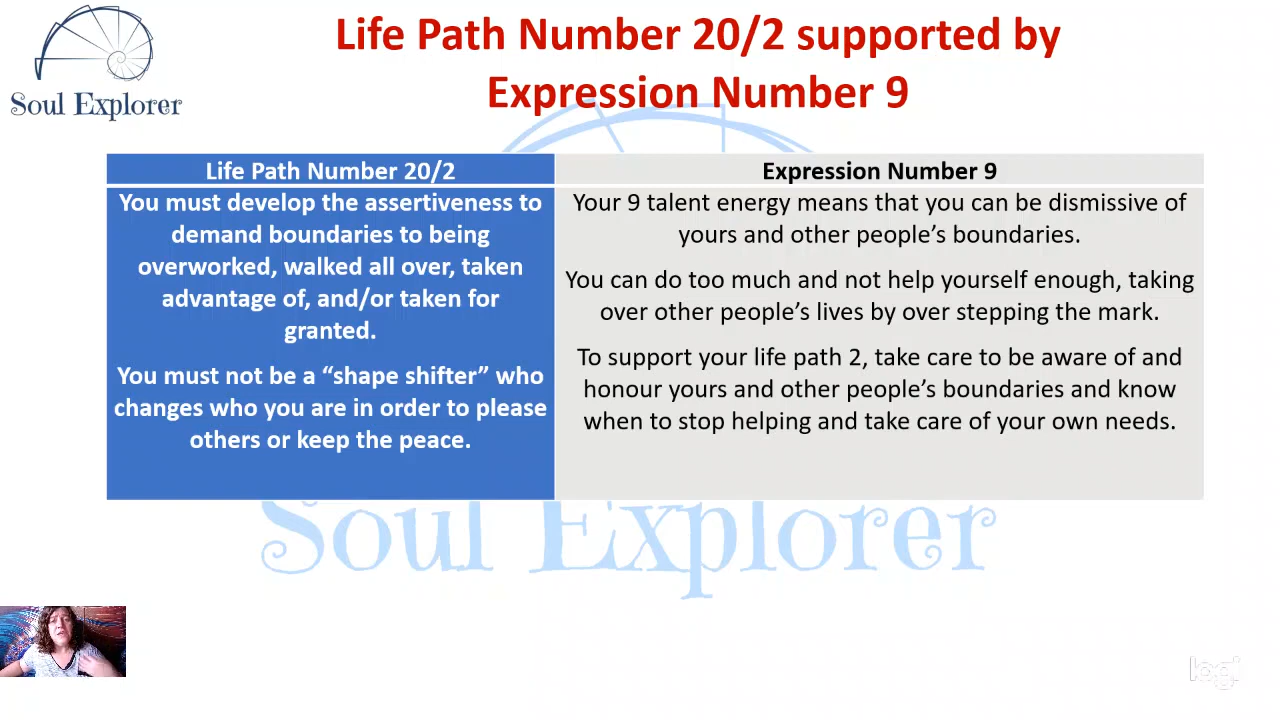 Life Path Number 20/2 supported by
Expression Number 9
Soul Explorer
Life Path Number 20/2
You must develop the assertiveness to
demand boundaries to being
overworked, walked all over, taken
advantage of, and/or taken for
granted.
You must not be a “shape shifter” who
changes who you are in order to please
others or keep the peace.
Expression Number 9
Your 9 talent energy means that you can be dismissive of
yours and other people’s boundaries.
You can do too much and not help yourself enough, taking
over other people’s lives by over stepping the mark.
To support your life path 2, take care to be aware of and
honour yours and other people’s boundaries and know
when to stop helping and take care of your own needs.
Soul Explorer
logi